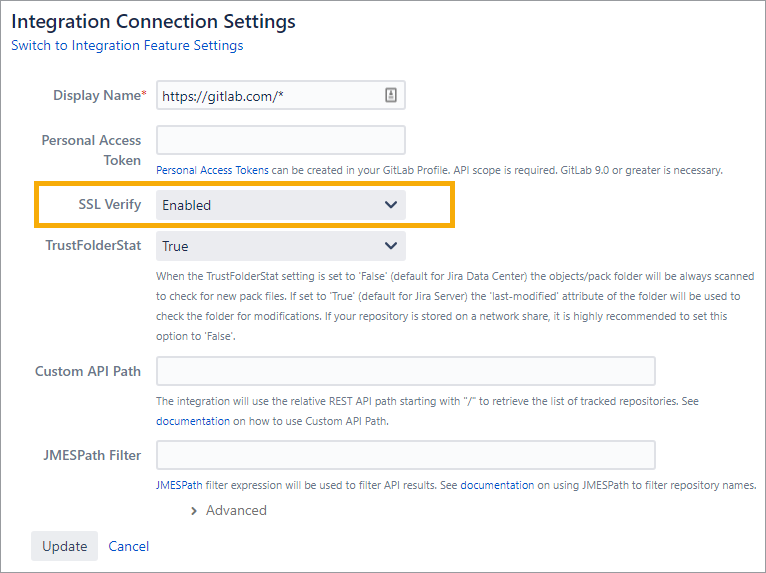 Integration Connection Settings
Switch to Integration Feature Settings
Display Name* https://gitlab.com/*
Personal Access
Token
Personal Access Tokens can be created in your GitLab Profile. API scope is required. GitLab 9.0 or greater is necessary.
SSL Verify Enabled
TrustFolderStat True
When the TrustFolderStat setting is set to 'False' (default for Jira Data Center) the objects/pack folder will be always scanned
to check for new pack files. If set to 'True' (default for Jira Server) the 'last-modified' attribute of the folder will be used to
check the folder for modifications. If your repository is stored on a network share, it is highly recommended to set this
option to 'False'.
Custom API Path
The integration will use the relative REST API path starting with "/" to retrieve the list of tracked repositories. See
documentation on how to use Custom API Path.
JMESPath Filter
JMESPath filter expression will be used to filter API results. See documentation on using JMESPath to filter repository names.
Advanced
Update Cancel